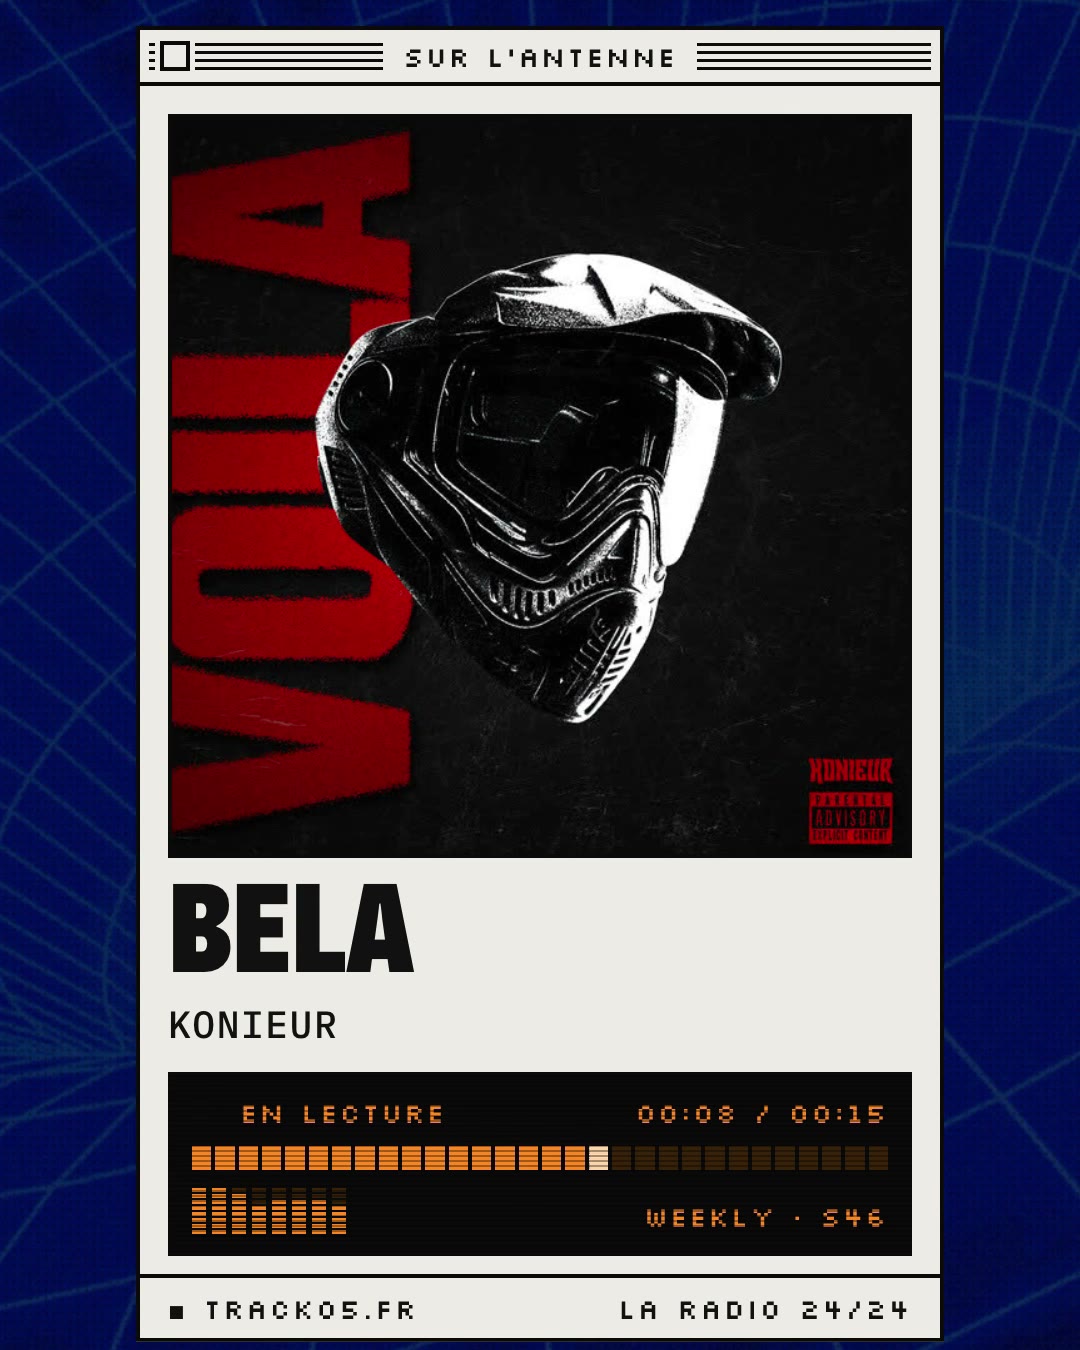 SUR L'ANTENNE
VOILA
KONIEUR
PARENTAL
ADVISORY
EXPLICIT CONTENT
BELA
KONIEUR
EN LECTURE 00:08 / 00:15
WEEKLY · S46
■ TRACK05.FR LA RADIO 24/24